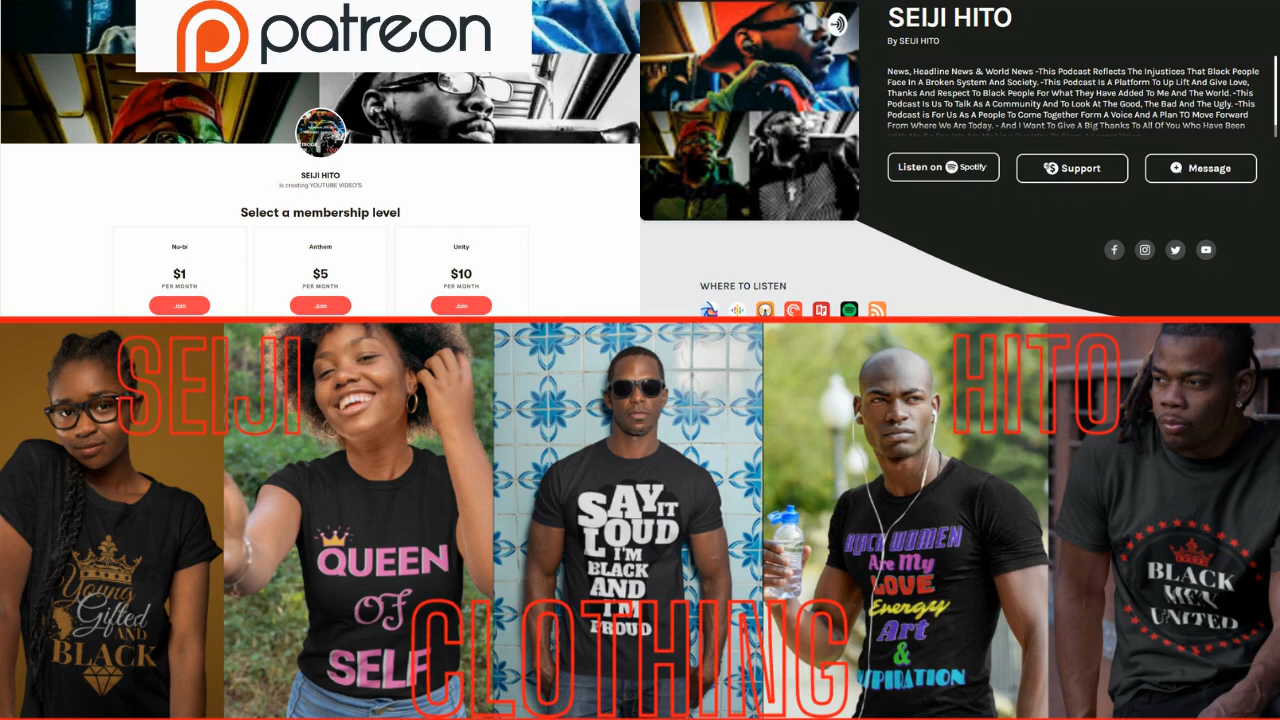 patreon
SEIJI HITO
is creating YOUTUBE VIDEO'S
Select a membership level
Nu-bi
$1
PER MONTH
Join
Anthem
$5
PER MONTH
Join
Unity
$10
PER MONTH
Join
SEIJI HITO
By SEIJI HITO
News, Headline News & World News -This Podcast Reflects The Injustices That Black People
Face In A Broken System And Society. -This Podcast Is A Platform To Up Lift And Give Love,
Thanks And Respect To Black People For What They Have Added To Me And The World. -This
Podcast Is Us To Talk As A Community And To Look At The Good, The Bad And The Ugly. -This
Podcast is For Us As A People To Come Together Form A Voice And A Plan TO Move Forward
From Where We Are Today. - And I Want To Give A Big Thanks To All Of You Who Have Been
Listen on Spotify
Support
Message
WHERE TO LISTEN
SEIJI HITO
CLOTHING
Young
Gifted
AND
BLACK
QUEEN
OF
SELF
SAY IT
LOUD
I'M
BLACK
AND
I'M
PROUD
BLACK WOMEN
Are My
LOVE
Energy
Art
&
INSPIRATION
BLACK
MEN
UNITED